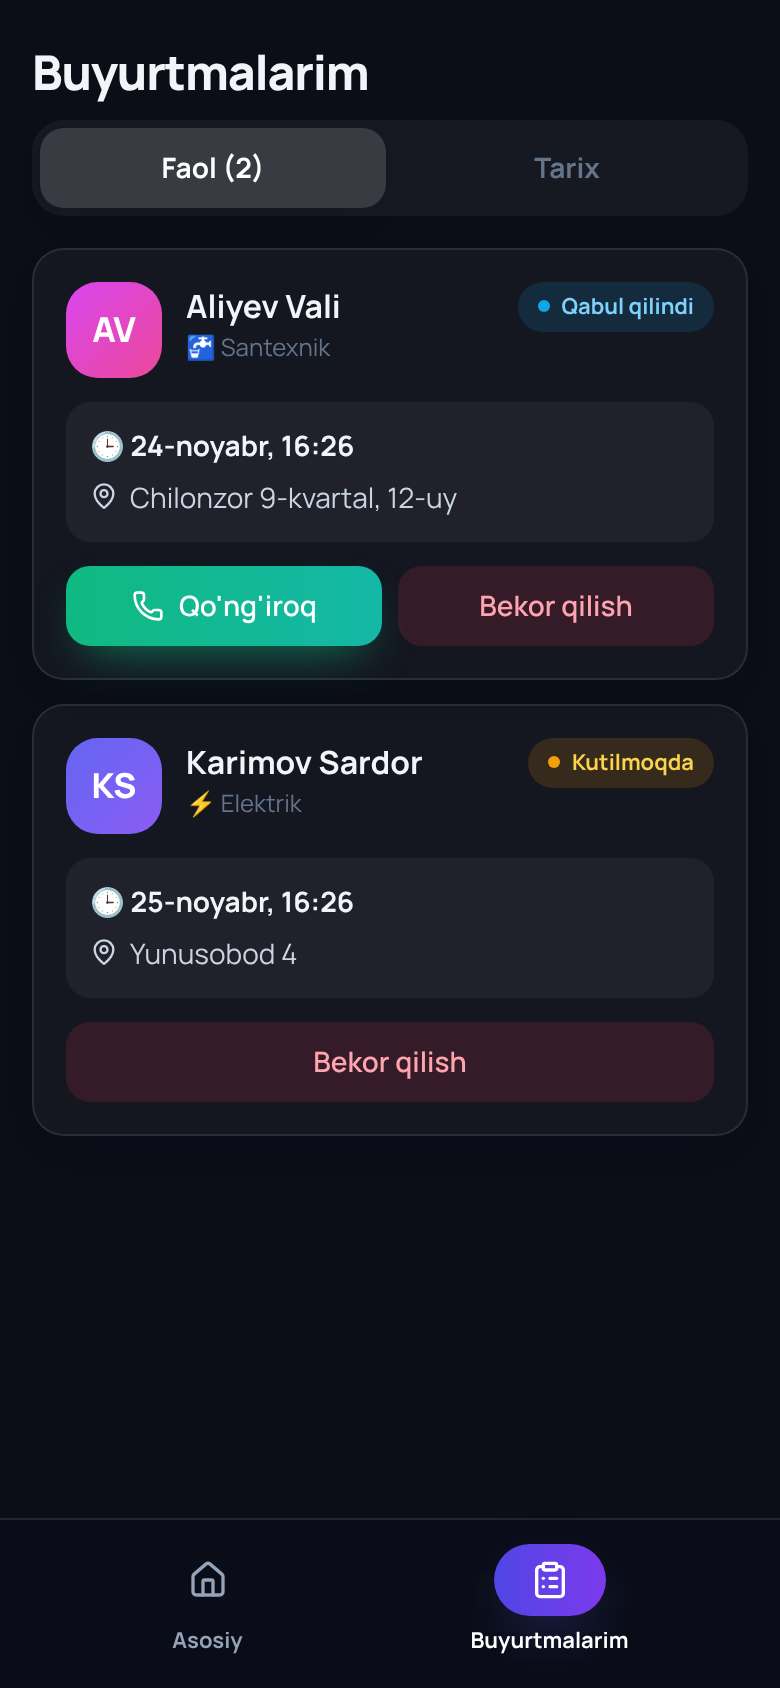 Buyurtmalarim
Faol (2)
Tarix
AV
Aliyev Vali
Santexnik
Qabul qilindi
24-noyabr, 16:26
Chilonzor 9-kvartal, 12-uy
Qo'ng'iroq
Bekor qilish
KS
Karimov Sardor
⚡ Elektrik
Kutilmoqda
25-noyabr, 16:26
Yunusobod 4
Bekor qilish
Asosiy
Buyurtmalarim